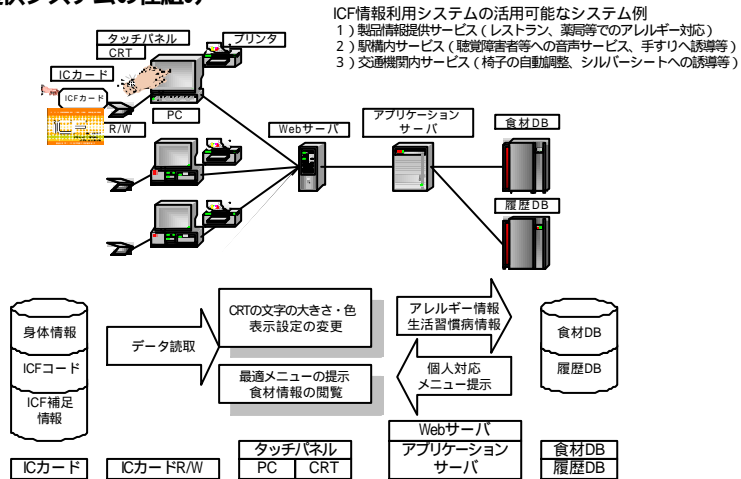 供システムの仕組み
ICF情報利用システムの活用可能なシステム例
1)製品情報提供サービス(レストラン、薬局等でのアレルギー対応)
2)駅構内サービス(聴覚障害者等への音声サービス、手すりへ誘導等)
3)交通機関内サービス(椅子の自動調整、シルバーシートへの誘導等)
タッチパネル
CRT
プリンタ
ICカード
ICFカード
R/W
PC
Webサーバ
アプリケーション
サーバ
食材DB
履歴DB
身体情報
ICFコード
ICF補足
情報
データ読取
CRTの文字の大きさ・色
表示設定の変更
最適メニューの提示
食材情報の閲覧
アレルギー情報
生活習慣病情報
個人対応
メニュー提示
食材DB
履歴DB
ICカード
ICカードR/W
タッチパネル
PC
CRT
Webサーバ
アプリケーション
サーバ
食材DB
履歴DB